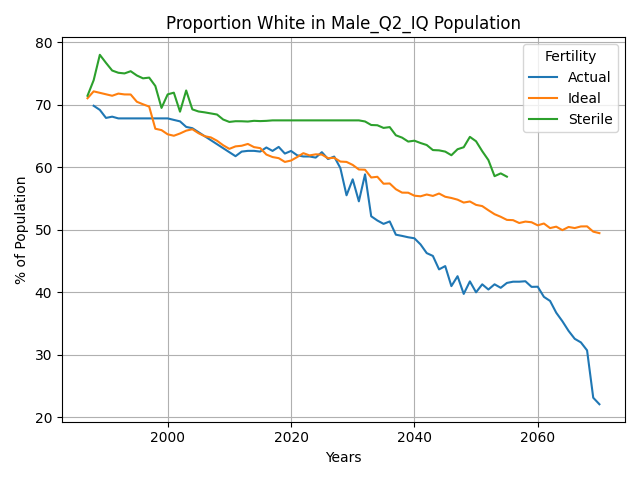 Proportion White in Male_Q2_IQ Population
% of Population
80
70
60
50
40
30
20
Fertility
Actual
Ideal
Sterile
2000
2020
2040
2060
Years